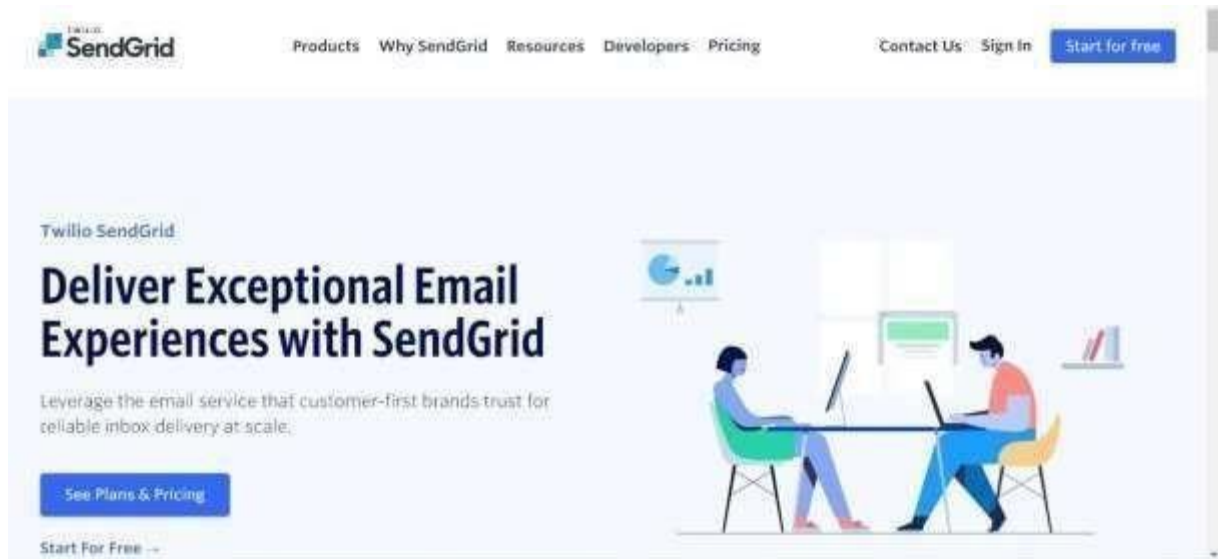 TWILIO
SendGrid
Products Why SendGrid Resources Developers Pricing
Contact Us Sign In Start for free
Twilio SendGrid
Deliver Exceptional Email
Experiences with SendGrid
Leverage the email service that customer-first brands trust for
reliable inbox delivery at scale.
See Plans & Pricing
Start For Free →